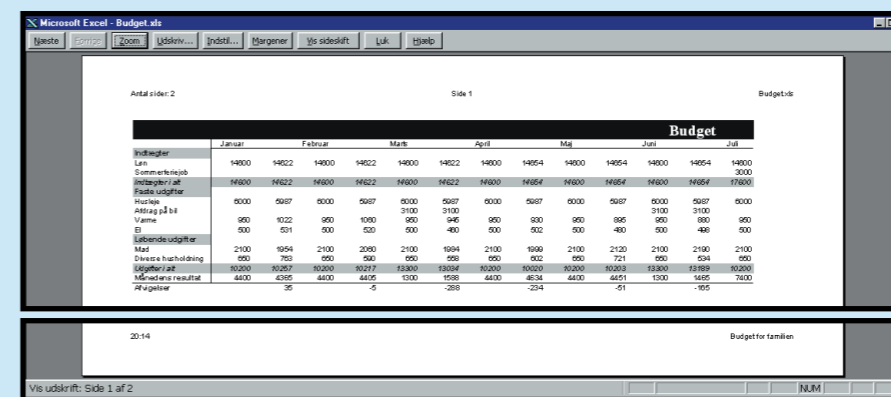 Microsoft Excel - Budget.xls
Næste Forrige Zoom Udskriv... Indstil... Margener Vis sideskift Luk Hjælp
Antal sider: 2 Side 1 Budget.xls
Budget
Januar Februar Marts April Maj Juni Juli
Indtægter
Løn 14600 14622 14600 14622 14600 14622 14600 14654 14600 14654 14600 14654 14600
Sommerferiejob 3000
Indtægter i alt 14600 14622 14600 14622 14600 14622 14600 14654 14600 14654 14600 14654 17600
Faste udgifter
Husleje 6000 5987 6000 5987 6000 5987 6000 5987 6000 5987 6000 5987 6000
Afdrag på bil 3100 3100 3100 3100
Varme 950 1022 950 1060 950 945 950 930 950 895 950 880 950
El 500 531 500 520 500 460 500 502 500 480 500 498 500
Løbende udgifter
Mad 2100 1954 2100 2060 2100 1984 2100 1999 2100 2120 2100 2190 2100
Diverse husholdning 650 763 650 590 650 558 650 602 650 721 650 534 650
Udgifter i alt 10200 10257 10200 10217 13300 13034 10200 10020 10200 10203 13300 13189 10200
Månedens resultat 4400 4365 4400 4405 1300 1588 4400 4634 4400 4451 1300 1465 7400
Afvigelser 35 -5 -288 -234 -51 -165
20:14 Budget for familien
Vis udskrift: Side 1 af 2 NUM